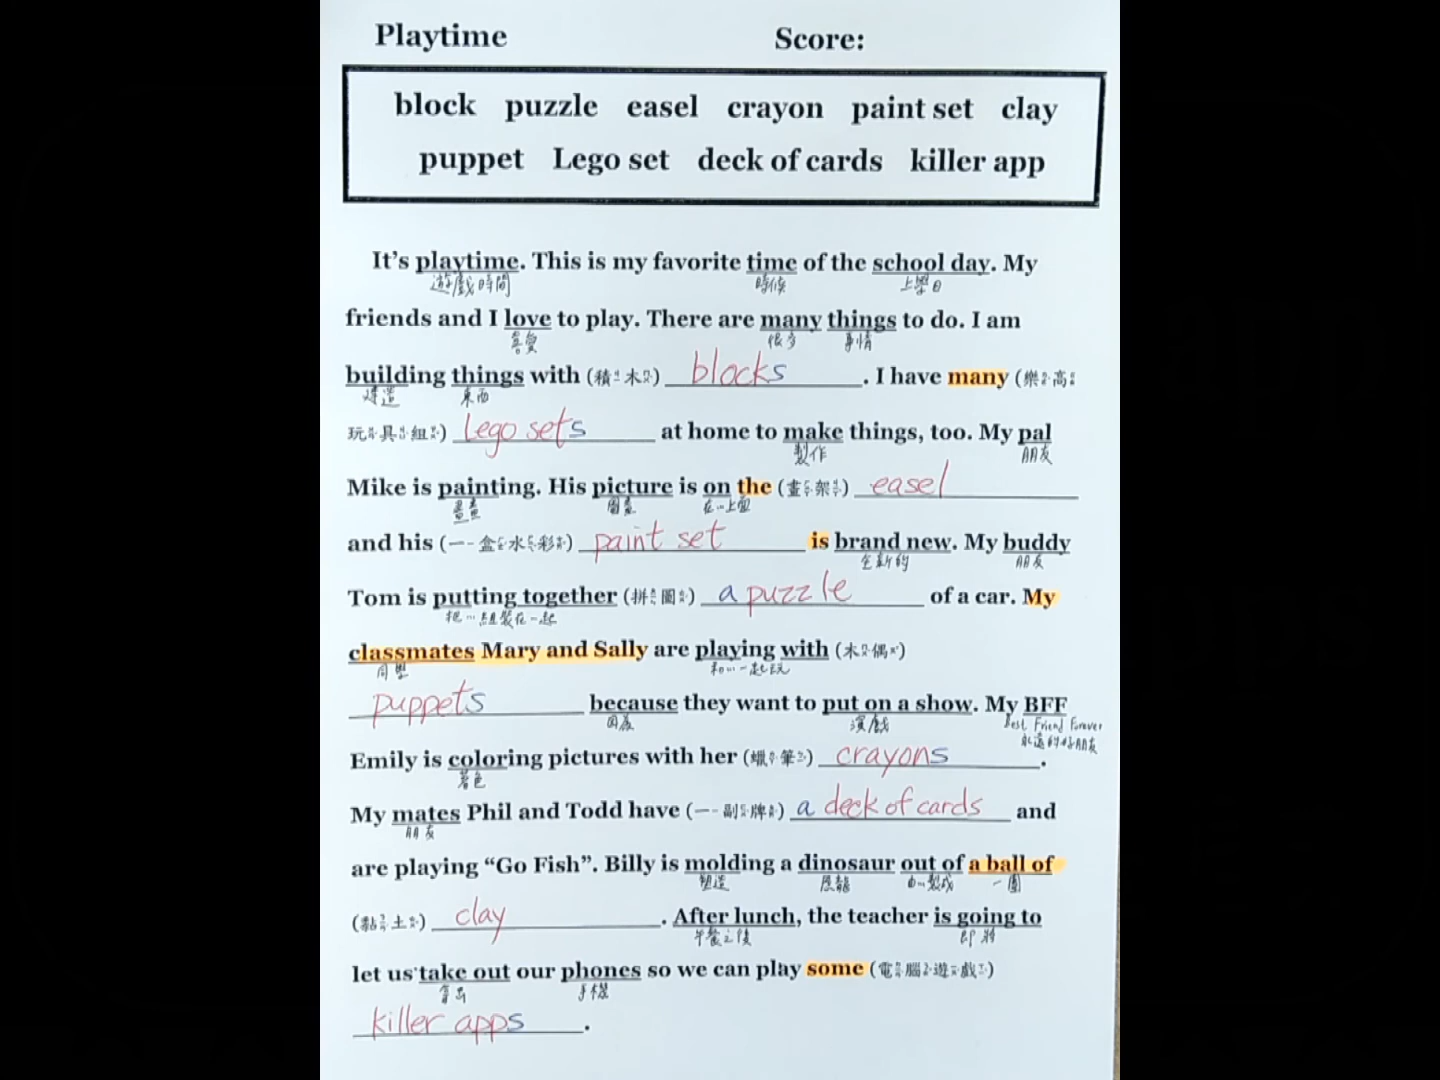 Playtime Score:
block puzzle easel crayon paint set clay
puppet Lego set deck of cards killer app
It's playtime. This is my favorite time of the school day. My
遊戲時間 時候 上學日
friends and I love to play. There are many things to do. I am
喜愛 很多 事情
building things with (積木) blocks. I have many (樂高
建造 東西
玩具組) Lego sets at home to make things, too. My pal
製作 朋友
Mike is painting. His picture is on the (畫架) easel
畫畫 圖畫 在…上面
and his (一盒水彩) paint set is brand new. My buddy
全新的 朋友
Tom is putting together (拼圖) a puzzle of a car. My
把…組裝在一起
classmates Mary and Sally are playing with (木偶)
同學 和…一起玩
puppets because they want to put on a show. My BFF
因為 演戲 Best Friend Forever
永遠的好朋友
Emily is coloring pictures with her (蠟筆) crayons.
著色
My mates Phil and Todd have (一副牌) a deck of cards and
朋友
are playing “Go Fish”. Billy is molding a dinosaur out of a ball of
塑造 恐龍 由…製成 一團
(黏土) clay. After lunch, the teacher is going to
午餐之後 即將
let us take out our phones so we can play some (電腦遊戲)
拿出 手機
killer apps.